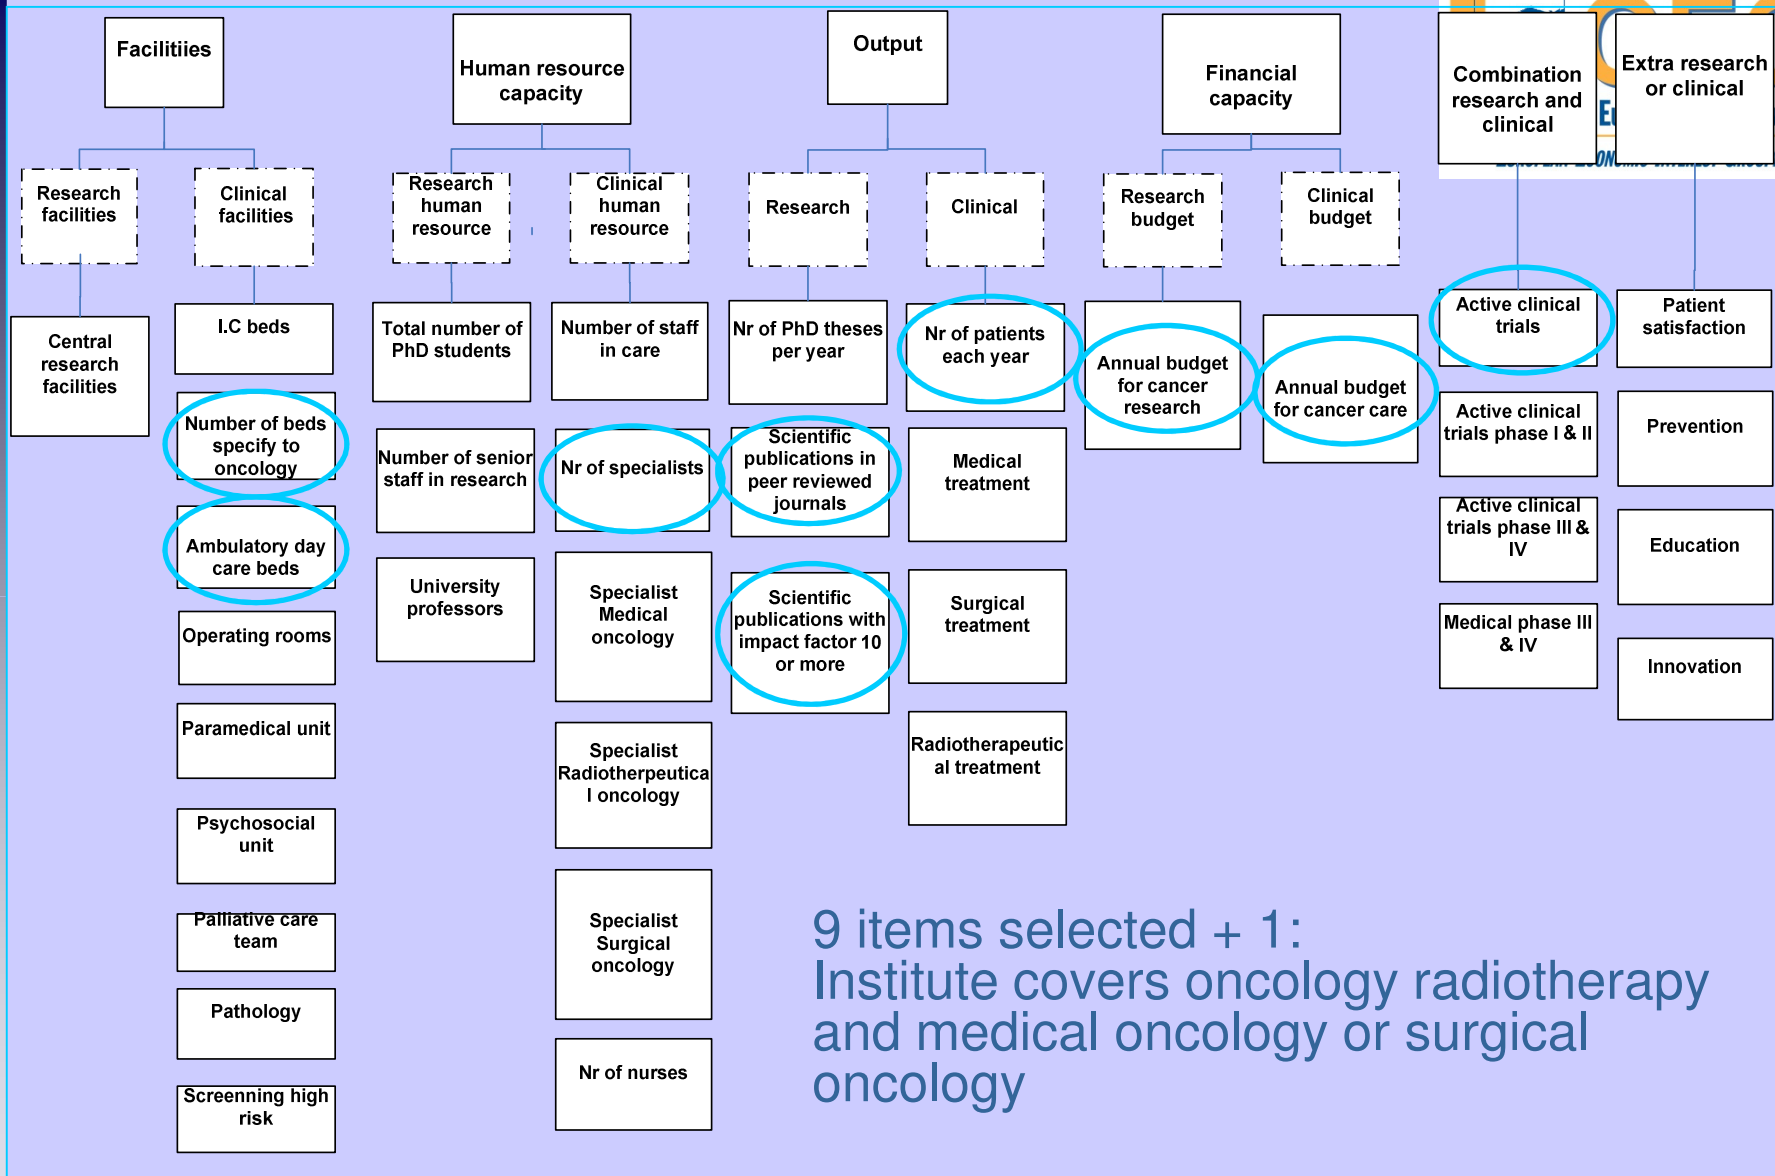 Facilitiies
Human resource
capacity
Output
Financial
capacity
Combination
research and
clinical
Extra research
or clinical
Research
facilities
Clinical
facilities
Research
human
resource
Clinical
human
resource
Research
Clinical
Research
budget
Clinical
budget
Central
research
facilities
I.C beds
Number of beds
specify to
oncology
Ambulatory day
care beds
Operating rooms
Paramedical unit
Psychosocial
unit
Palliative care
team
Pathology
Screnning high
risk
Total number of
PhD students
Number of senior
staff in research
University
professors
Number of staff
in care
Nr of specialists
Specialist
Medical
oncology
Specialist
Radiotherpeutica
l oncology
Specialist
Surgical
oncology
Nr of nurses
Nr of PhD theses
per year
Scientific
publications in
peer reviewed
journals
Scientific
publications with
impact factor 10
or more
Nr of patients
each year
Medical
treatment
Surgical
treatment
Radiotherapeutic
al treatment
Annual budget
for cancer
research
Annual budget
for cancer care
Active clinical
trials
Active clinical
trials phase I & II
Active clinical
trials phase III &
IV
Medical phase III
& IV
Patient
satisfaction
Prevention
Education
Innovation
9 items selected + 1:
Institute covers oncology radiotherapy
and medical oncology or surgical
oncology